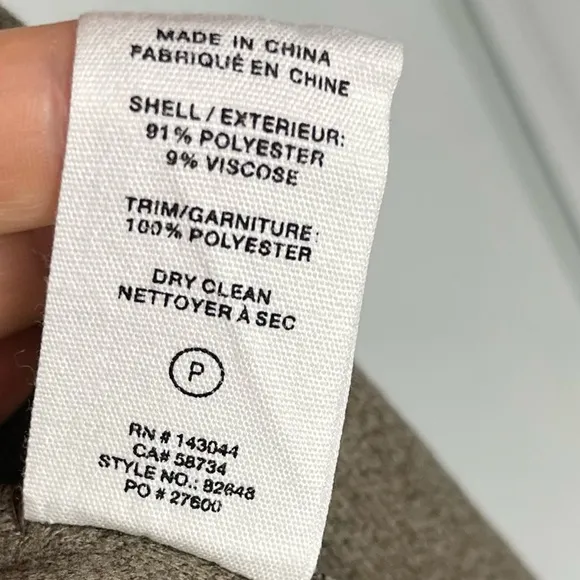 MADE IN CHINA
FABRIQUÉ EN CHINE
SHELL / EXTERIEUR:
91% POLYESTER
9% VISCOSE
TRIM/GARNITURE:
100% POLYESTER
DRY CLEAN
NETTOYER À SEC
P
RN # 143044
CA# 58734
STYLE NO.: 82648
PO # 27600